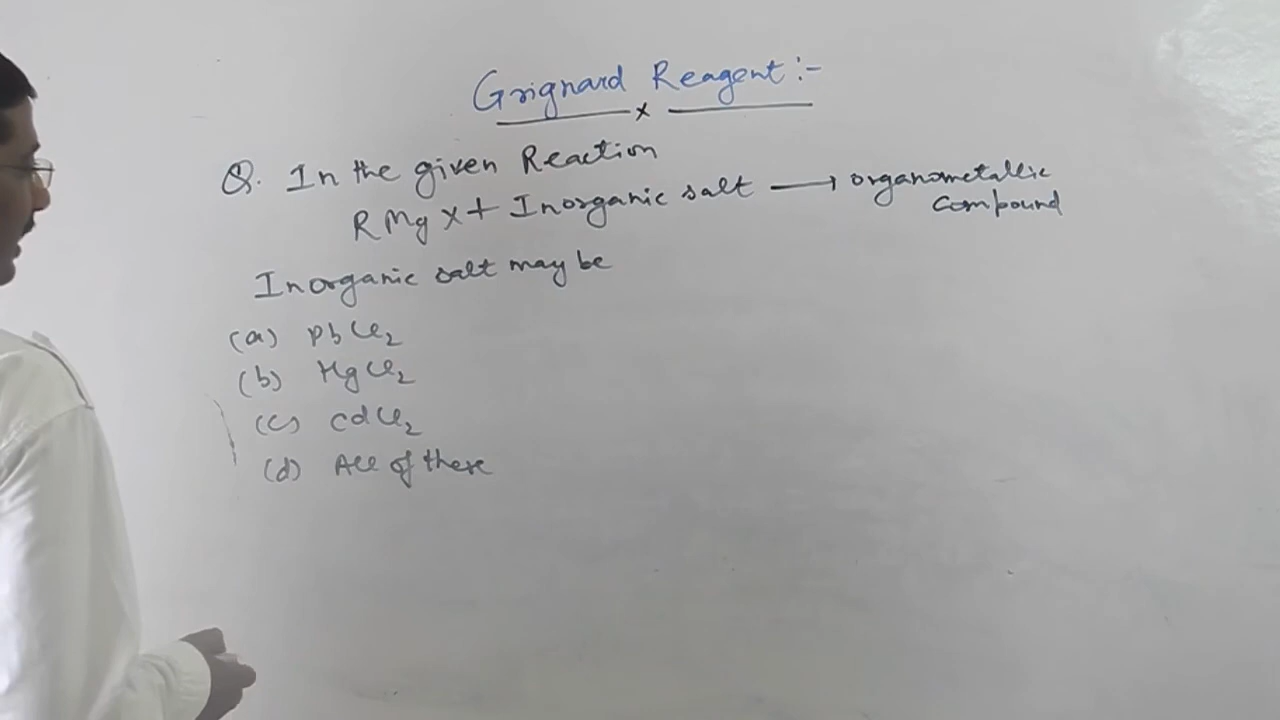 Grignard Reagent :-
x
Q. In the given Reaction
RMgX + Inorganic salt ⟶ organometallic
Compound
Inorganic salt may be
(a) PbCl₂
(b) HgCl₂
(c) CdCl₂
(d) All of these